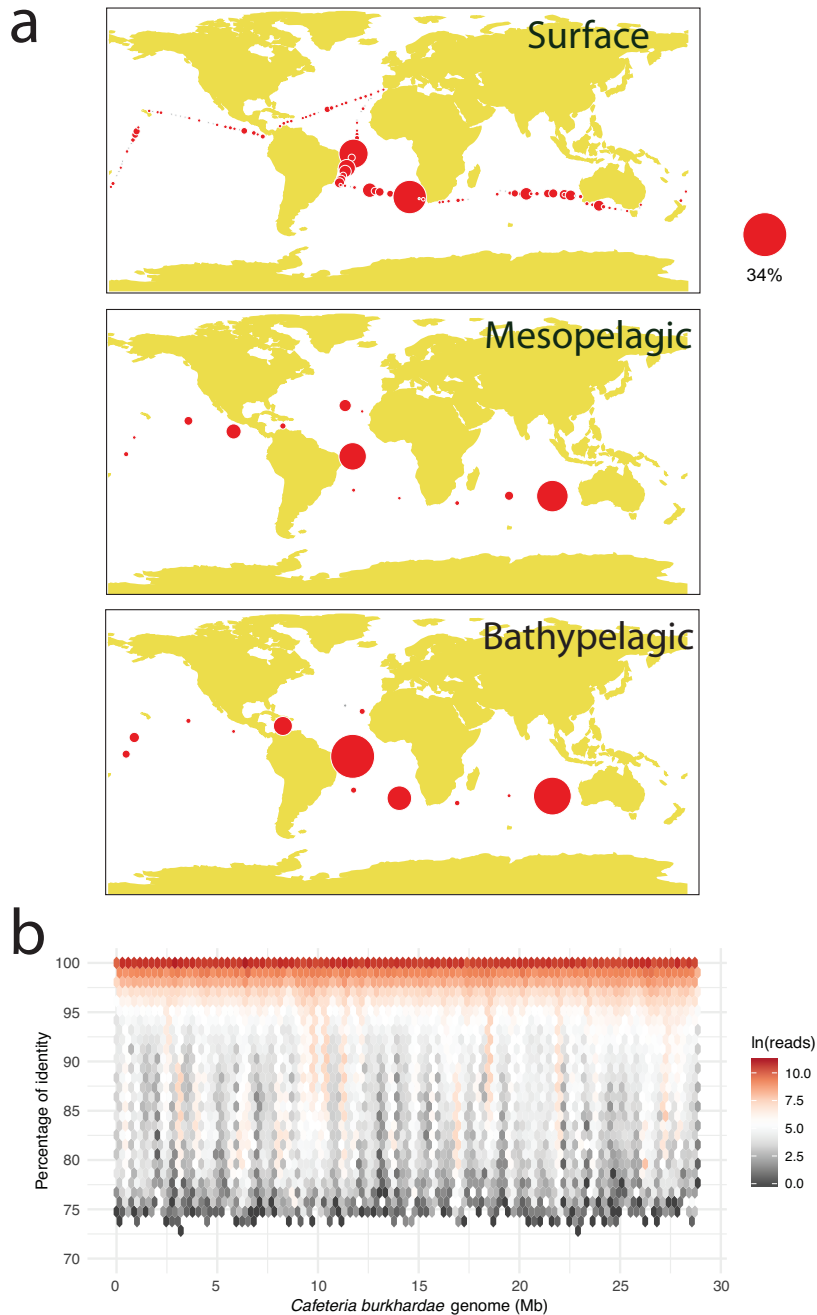 a
Surface
34%
Mesopelagic
Bathypelagic
b
100
95
90
85
80
75
70
Percentage of identity
0
5
10
15
20
25
30
Cafeteria burkhardae genome (Mb)
ln(reads)
10.0
7.5
5.0
2.5
0.0